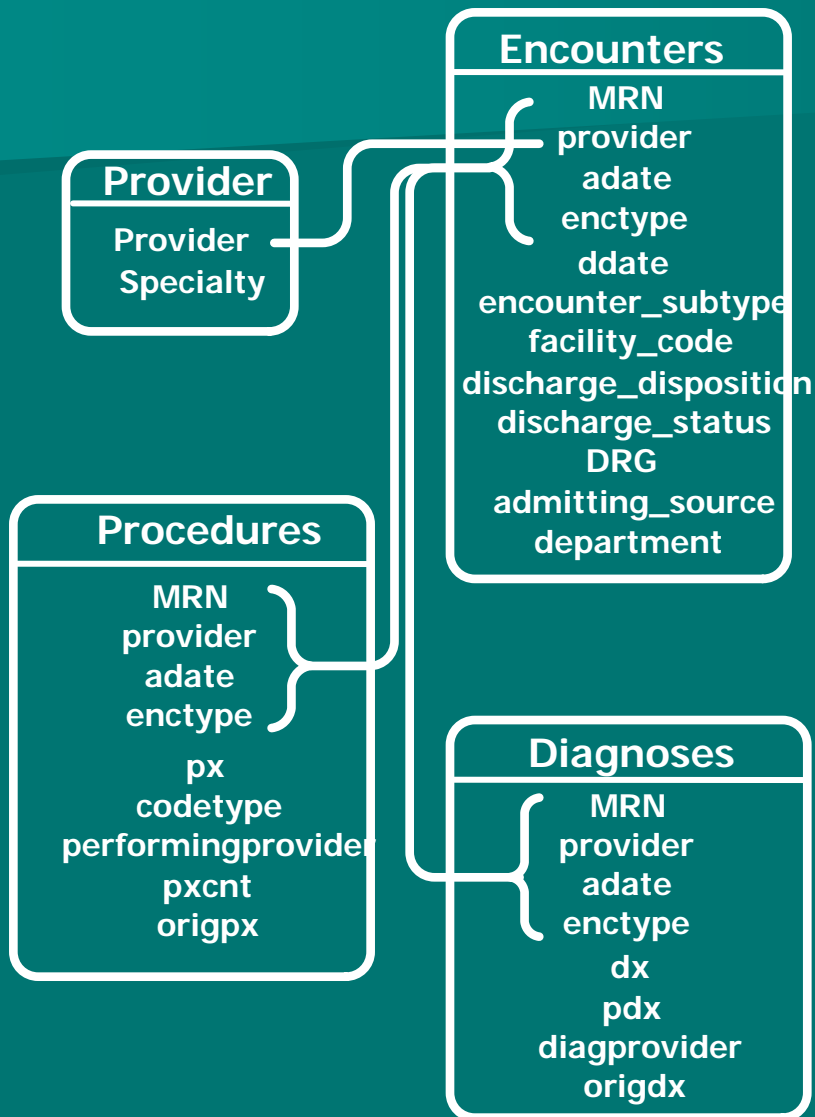 Encounters
MRN
provider
adate
enctype
ddate
encounter_subtype
facility_code
discharge_disposition
discharge_status
DRG
admitting_source
department
Provider
Provider
Specialty
Procedures
MRN
provider
adate
enctype
px
codetype
performingprovider
pxcnt
origpx
Diagnoses
MRN
provider
adate
enctype
dx
pdx
diagprovider
origdx